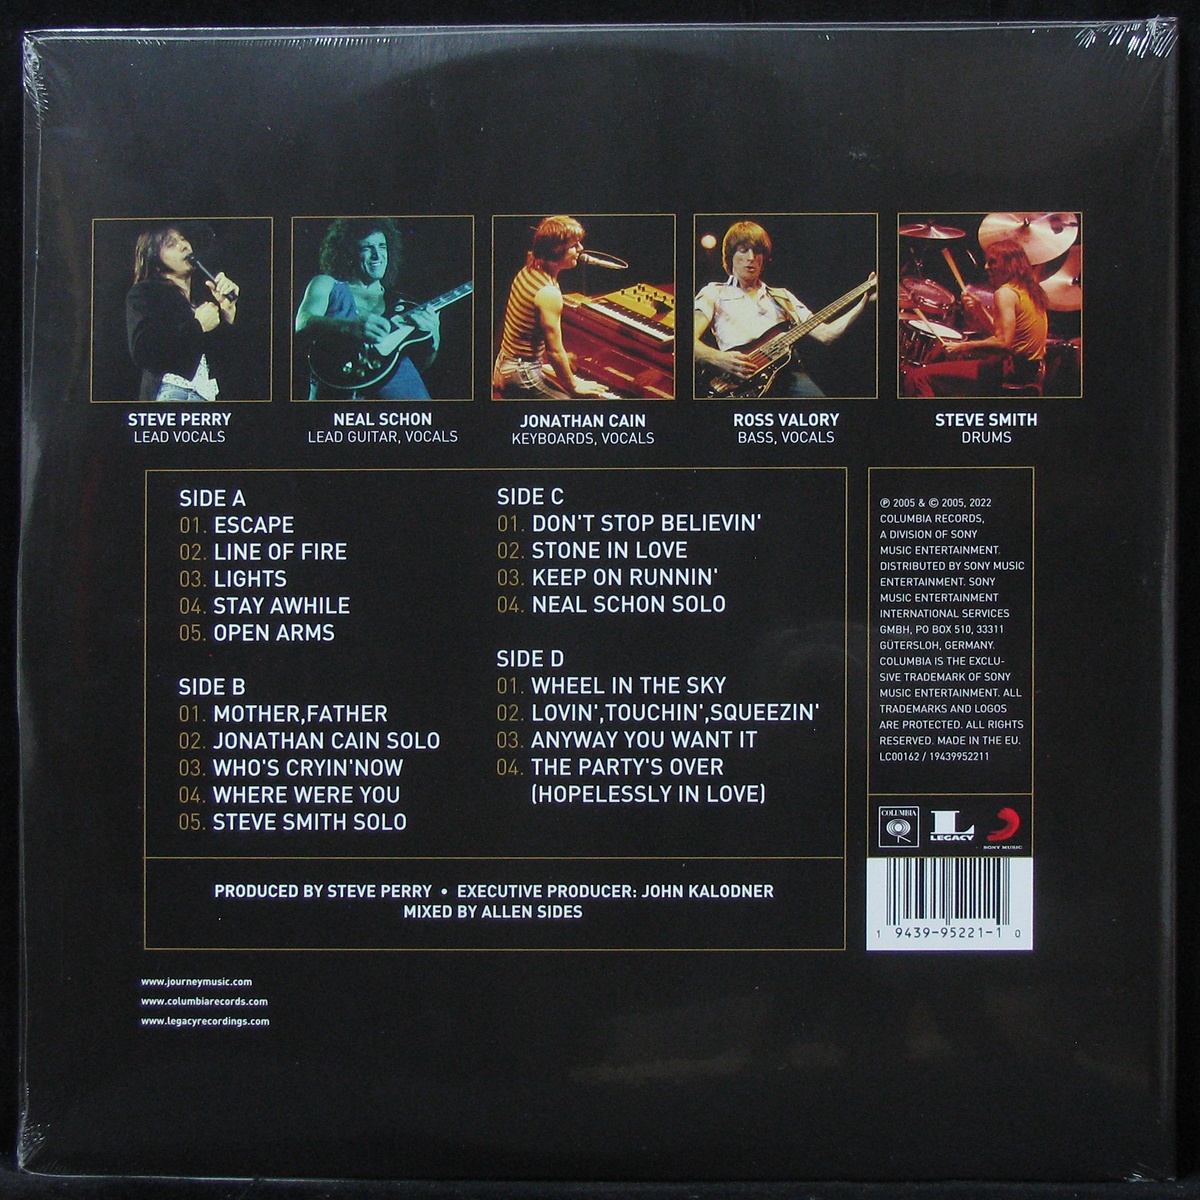 STEVE PERRY
LEAD VOCALS
NEAL SCHON
LEAD GUITAR, VOCALS
JONATHAN CAIN
KEYBOARDS, VOCALS
ROSS VALORY
BASS, VOCALS
STEVE SMITH
DRUMS
SIDE A
01. ESCAPE
02. LINE OF FIRE
03. LIGHTS
04. STAY AWHILE
05. OPEN ARMS
SIDE B
01. MOTHER,FATHER
02. JONATHAN CAIN SOLO
03. WHO'S CRYIN'NOW
04. WHERE WERE YOU
05. STEVE SMITH SOLO
SIDE C
01. DON'T STOP BELIEVIN'
02. STONE IN LOVE
03. KEEP ON RUNNIN'
04. NEAL SCHON SOLO
SIDE D
01. WHEEL IN THE SKY
02. LOVIN',TOUCHIN',SQUEEZIN'
03. ANYWAY YOU WANT IT
04. THE PARTY'S OVER
(HOPELESSLY IN LOVE)
PRODUCED BY STEVE PERRY • EXECUTIVE PRODUCER: JOHN KALODNER
MIXED BY ALLEN SIDES
℗ 2005 & © 2005, 2022
COLUMBIA RECORDS,
A DIVISION OF SONY
MUSIC ENTERTAINMENT.
DISTRIBUTED BY SONY MUSIC
ENTERTAINMENT. SONY
MUSIC ENTERTAINMENT
INTERNATIONAL SERVICES
GMBH, PO BOX 510, 33311
GÜTERSLOH, GERMANY.
COLUMBIA IS THE EXCLU-
SIVE TRADEMARK OF SONY
MUSIC ENTERTAINMENT. ALL
TRADEMARKS AND LOGOS
ARE PROTECTED. ALL RIGHTS
RESERVED. MADE IN THE EU.
LC00162 / 19439952211
COLUMBIA
L
LEGACY
SONY MUSIC
1 9439-95221-1 0
www.journeymusic.com
www.columbiarecords.com
www.legacyrecordings.com